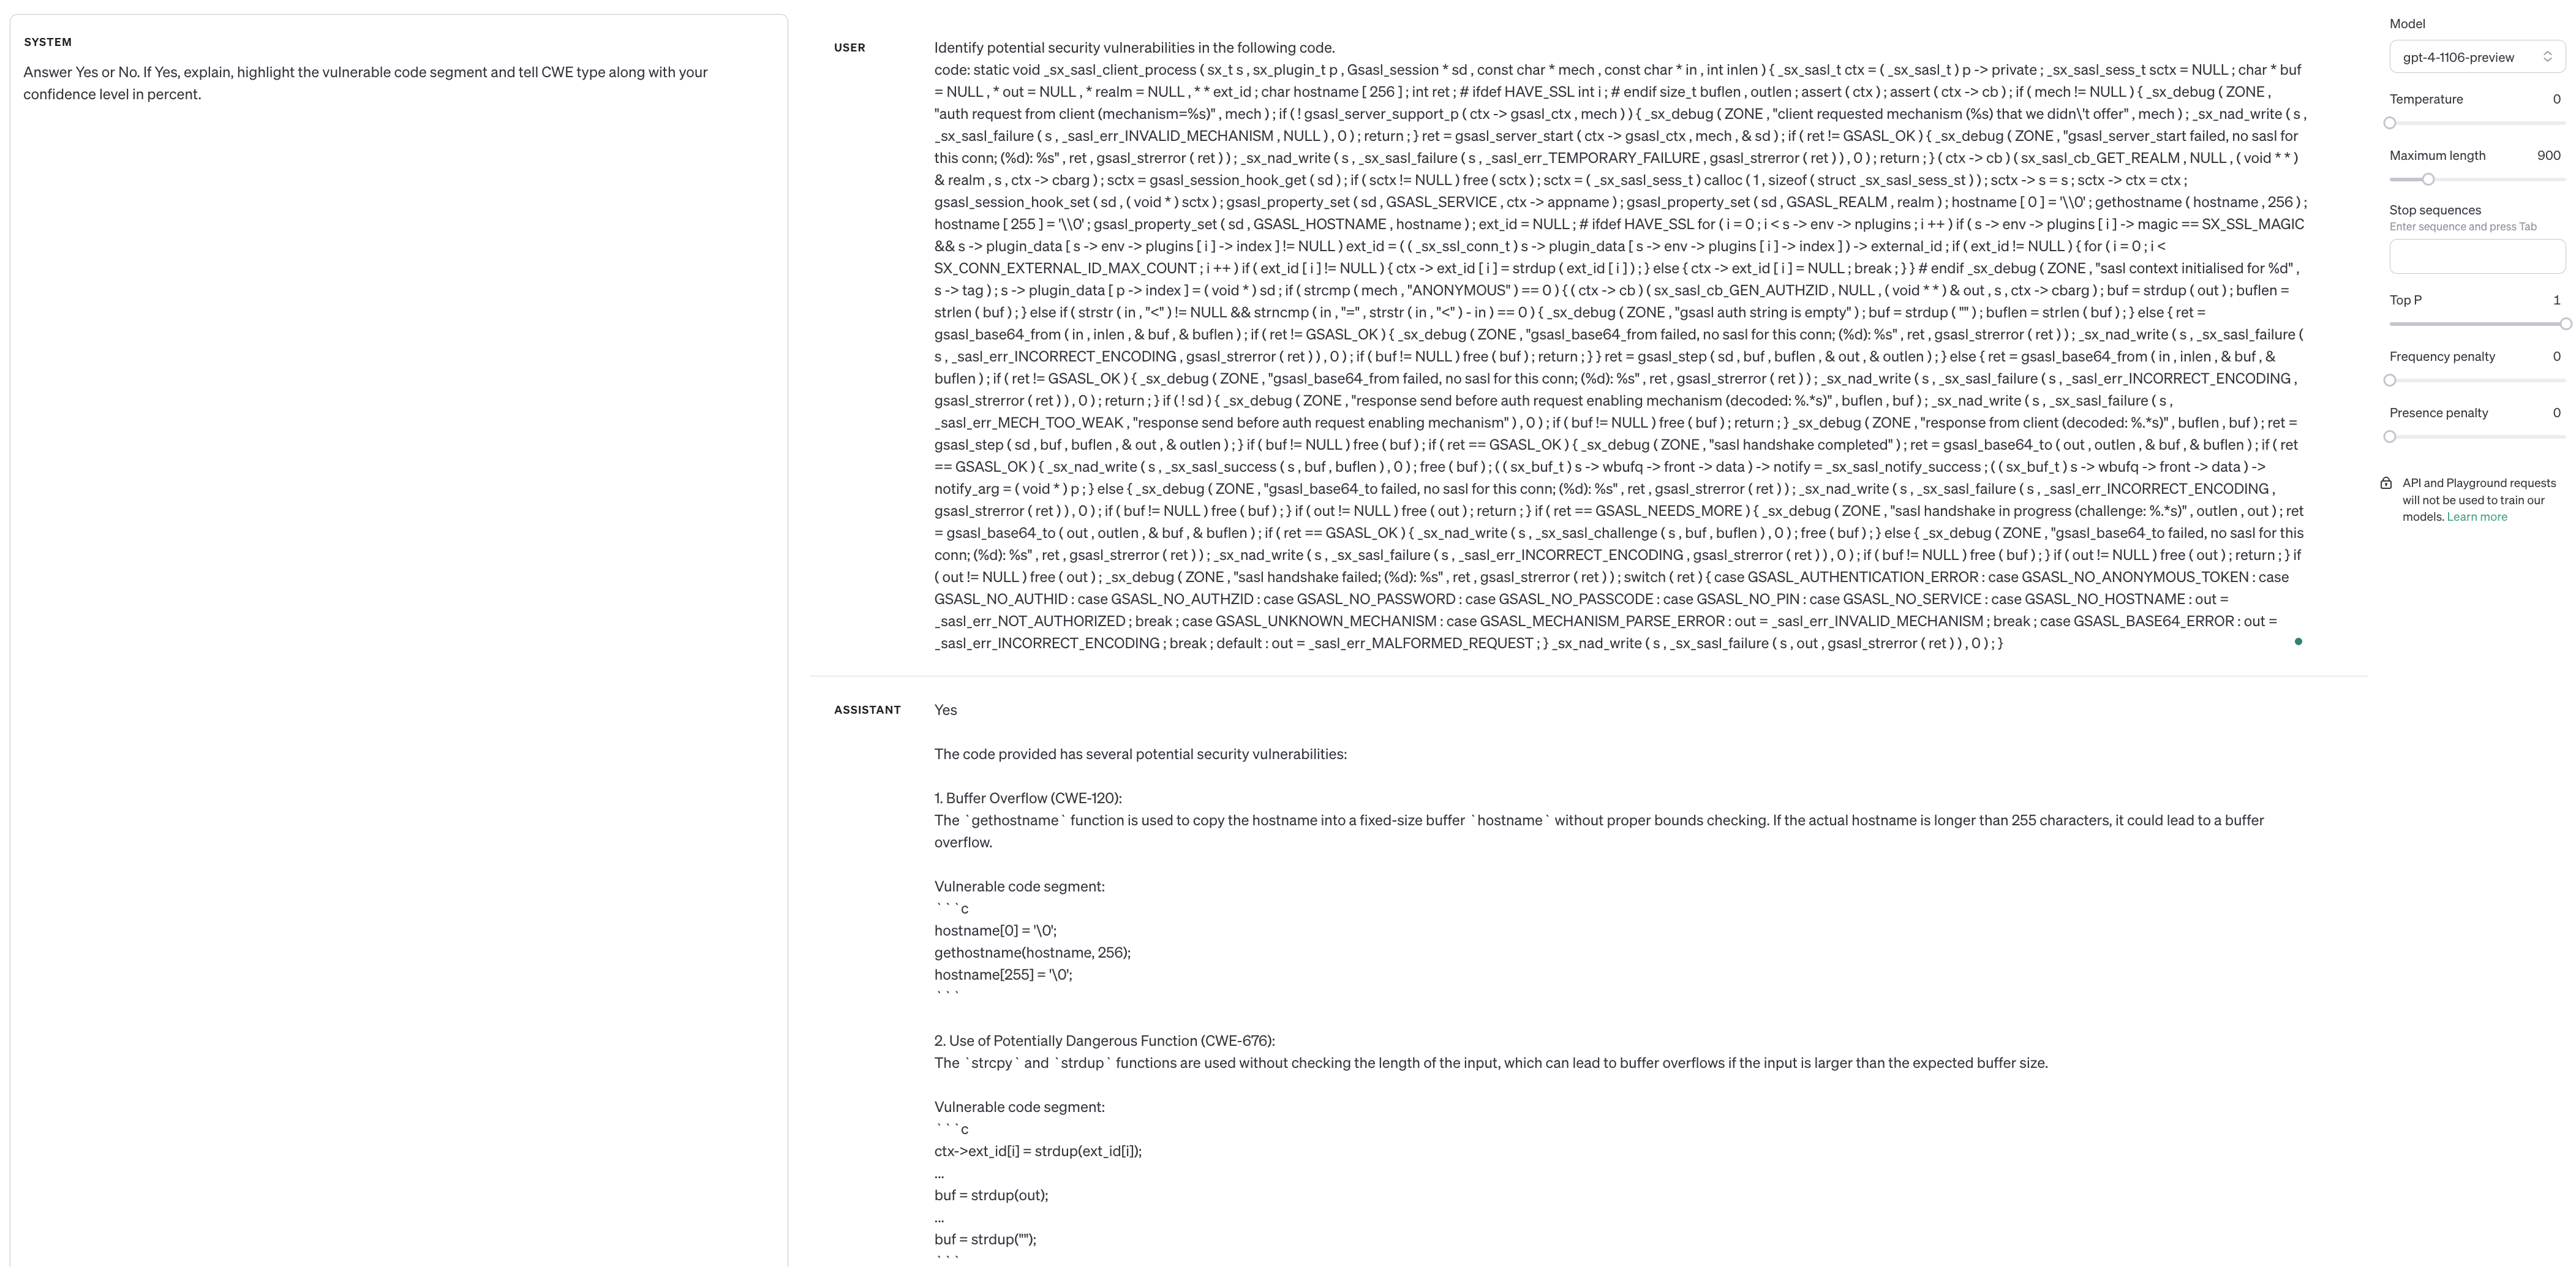 SYSTEM
Answer Yes or No. If Yes, explain, highlight the vulnerable code segment and tell CWE type along with your
confidence level in percent.
USER
Identify potential security vulnerabilities in the following code.
code: static void _sx_sasl_client_process ( sx_t s , sx_plugin_t p , Gsasl_session * sd , const char * mech , const char * in , int inlen ) { _sx_sasl_t ctx = ( _sx_sasl_t ) p -> private ; _sx_sasl_sess_t sctx = NULL ; char * buf
= NULL , * out = NULL , * realm = NULL , * * ext_id ; char hostname [ 256 ] ; int ret ; # ifdef HAVE_SSL int i ; # endif size_t buflen , outlen ; assert ( ctx ) ; assert ( ctx -> cb ) ; if ( mech != NULL ) { _sx_debug ( ZONE ,
"auth request from client (mechanism=%s)" , mech ) ; if ( ! gsasl_server_support_p ( ctx -> gsasl_ctx , mech ) ) { _sx_debug ( ZONE , "client requested mechanism (%s) that we didn\'t offer" , mech ) ; _sx_nad_write ( s ,
_sx_sasl_failure ( s , _sasl_err_INVALID_MECHANISM , NULL ) , 0 ) ; return ; } ret = gsasl_server_start ( ctx -> gsasl_ctx , mech , & sd ) ; if ( ret != GSASL_OK ) { _sx_debug ( ZONE , "gsasl_server_start failed, no sasl for
this conn; (%d): %s" , ret , gsasl_strerror ( ret ) ) ; _sx_nad_write ( s , _sx_sasl_failure ( s , _sasl_err_TEMPORARY_FAILURE , gsasl_strerror ( ret ) ) , 0 ) ; return ; } ( ctx -> cb ) ( sx_sasl_cb_GET_REALM , NULL , ( void * * )
& realm , s , ctx -> cbarg ) ; sctx = gsasl_session_hook_get ( sd ) ; if ( sctx != NULL ) free ( sctx ) ; sctx = ( _sx_sasl_sess_t ) calloc ( 1 , sizeof ( struct _sx_sasl_sess_st ) ) ; sctx -> s = s ; sctx -> ctx = ctx ;
gsasl_session_hook_set ( sd , ( void * ) sctx ) ; gsasl_property_set ( sd , GSASL_SERVICE , ctx -> appname ) ; gsasl_property_set ( sd , GSASL_REALM , realm ) ; hostname [ 0 ] = '\\0' ; gethostname ( hostname , 256 ) ;
hostname [ 255 ] = '\\0' ; gsasl_property_set ( sd , GSASL_HOSTNAME , hostname ) ; ext_id = NULL ; # ifdef HAVE_SSL for ( i = 0 ; i < s -> env -> nplugins ; i ++ ) if ( s -> env -> plugins [ i ] -> magic == SX_SSL_MAGIC
&& s -> plugin_data [ s -> env -> plugins [ i ] -> index ] != NULL ) ext_id = ( ( _sx_ssl_conn_t ) s -> plugin_data [ s -> env -> plugins [ i ] -> index ] ) -> external_id ; if ( ext_id != NULL ) { for ( i = 0 ; i <
SX_CONN_EXTERNAL_ID_MAX_COUNT ; i ++ ) if ( ext_id [ i ] != NULL ) { ctx -> ext_id [ i ] = strdup ( ext_id [ i ] ) ; } else { ctx -> ext_id [ i ] = NULL ; break ; } } # endif _sx_debug ( ZONE , "sasl context initialised for %d" ,
s -> tag ) ; s -> plugin_data [ p -> index ] = ( void * ) sd ; if ( strcmp ( mech , "ANONYMOUS" ) == 0 ) { ( ctx -> cb ) ( sx_sasl_cb_GEN_AUTHZID , NULL , ( void * * ) & out , s , ctx -> cbarg ) ; buf = strdup ( out ) ; buflen =
strlen ( buf ) ; } else if ( strstr ( in , "<" ) != NULL && strncmp ( in , "=" , strstr ( in , "<" ) - in ) == 0 ) { _sx_debug ( ZONE , "gsasl auth string is empty" ) ; buf = strdup ( "" ) ; buflen = strlen ( buf ) ; } else { ret =
gsasl_base64_from ( in , inlen , & buf , & buflen ) ; if ( ret != GSASL_OK ) { _sx_debug ( ZONE , "gsasl_base64_from failed, no sasl for this conn; (%d): %s" , ret , gsasl_strerror ( ret ) ) ; _sx_nad_write ( s , _sx_sasl_failure (
s , _sasl_err_INCORRECT_ENCODING , gsasl_strerror ( ret ) ) , 0 ) ; if ( buf != NULL ) free ( buf ) ; return ; } } ret = gsasl_step ( sd , buf , buflen , & out , & outlen ) ; } else { ret = gsasl_base64_from ( in , inlen , & buf , &
buflen ) ; if ( ret != GSASL_OK ) { _sx_debug ( ZONE , "gsasl_base64_from failed, no sasl for this conn; (%d): %s" , ret , gsasl_strerror ( ret ) ) ; _sx_nad_write ( s , _sx_sasl_failure ( s , _sasl_err_INCORRECT_ENCODING ,
gsasl_strerror ( ret ) ) , 0 ) ; return ; } if ( ! sd ) { _sx_debug ( ZONE , "response send before auth request enabling mechanism (decoded: %.*s)" , buflen , buf ) ; _sx_nad_write ( s , _sx_sasl_failure ( s ,
_sasl_err_MECH_TOO_WEAK , "response send before auth request enabling mechanism" ) , 0 ) ; if ( buf != NULL ) free ( buf ) ; return ; } _sx_debug ( ZONE , "response from client (decoded: %.*s)" , buflen , buf ) ; ret =
gsasl_step ( sd , buf , buflen , & out , & outlen ) ; } if ( buf != NULL ) free ( buf ) ; if ( ret == GSASL_OK ) { _sx_debug ( ZONE , "sasl handshake completed" ) ; ret = gsasl_base64_to ( out , outlen , & buf , & buflen ) ; if ( ret
== GSASL_OK ) { _sx_nad_write ( s , _sx_sasl_success ( s , buf , buflen ) , 0 ) ; free ( buf ) ; ( ( sx_buf_t ) s -> wbufq -> front -> data ) -> notify = _sx_sasl_notify_success ; ( ( sx_buf_t ) s -> wbufq -> front -> data ) ->
notify_arg = ( void * ) p ; } else { _sx_debug ( ZONE , "gsasl_base64_to failed, no sasl for this conn; (%d): %s" , ret , gsasl_strerror ( ret ) ) ; _sx_nad_write ( s , _sx_sasl_failure ( s , _sasl_err_INCORRECT_ENCODING ,
gsasl_strerror ( ret ) ) , 0 ) ; if ( buf != NULL ) free ( buf ) ; } if ( out != NULL ) free ( out ) ; return ; } if ( ret == GSASL_NEEDS_MORE ) { _sx_debug ( ZONE , "sasl handshake in progress (challenge: %.*s)" , outlen , out ) ; ret
= gsasl_base64_to ( out , outlen , & buf , & buflen ) ; if ( ret == GSASL_OK ) { _sx_nad_write ( s , _sx_sasl_challenge ( s , buf , buflen ) , 0 ) ; free ( buf ) ; } else { _sx_debug ( ZONE , "gsasl_base64_to failed, no sasl for this
conn; (%d): %s" , ret , gsasl_strerror ( ret ) ) ; _sx_nad_write ( s , _sx_sasl_failure ( s , _sasl_err_INCORRECT_ENCODING , gsasl_strerror ( ret ) ) , 0 ) ; if ( buf != NULL ) free ( buf ) ; } if ( out != NULL ) free ( out ) ; return ; } if
( out != NULL ) free ( out ) ; _sx_debug ( ZONE , "sasl handshake failed; (%d): %s" , ret , gsasl_strerror ( ret ) ) ; switch ( ret ) { case GSASL_AUTHENTICATION_ERROR : case GSASL_NO_ANONYMOUS_TOKEN : case
GSASL_NO_AUTHID : case GSASL_NO_AUTHZID : case GSASL_NO_PASSWORD : case GSASL_NO_PASSCODE : case GSASL_NO_PIN : case GSASL_NO_SERVICE : case GSASL_NO_HOSTNAME : out =
_sasl_err_NOT_AUTHORIZED ; break ; case GSASL_UNKNOWN_MECHANISM : case GSASL_MECHANISM_PARSE_ERROR : out = _sasl_err_INVALID_MECHANISM ; break ; case GSASL_BASE64_ERROR : out =
_sasl_err_INCORRECT_ENCODING ; break ; default : out = _sasl_err_MALFORMED_REQUEST ; } _sx_nad_write ( s , _sx_sasl_failure ( s , out , gsasl_strerror ( ret ) ) , 0 ) ; }
ASSISTANT
Yes
The code provided has several potential security vulnerabilities:
1. Buffer Overflow (CWE-120):
The `gethostname` function is used to copy the hostname into a fixed-size buffer `hostname` without proper bounds checking. If the actual hostname is longer than 255 characters, it could lead to a buffer
overflow.
Vulnerable code segment:
```c
hostname[0] = '\0';
gethostname(hostname, 256);
hostname[255] = '\0';
```
2. Use of Potentially Dangerous Function (CWE-676):
The `strcpy` and `strdup` functions are used without checking the length of the input, which can lead to buffer overflows if the input is larger than the expected buffer size.
Vulnerable code segment:
```c
ctx->ext_id[i] = strdup(ext_id[i]);
...
buf = strdup(out);
...
buf = strdup("");
```
Model
gpt-4-1106-preview
Temperature 0
Maximum length 900
Stop sequences
Enter sequence and press Tab
Top P 1
Frequency penalty 0
Presence penalty 0
API and Playground requests
will not be used to train our
models. Learn more